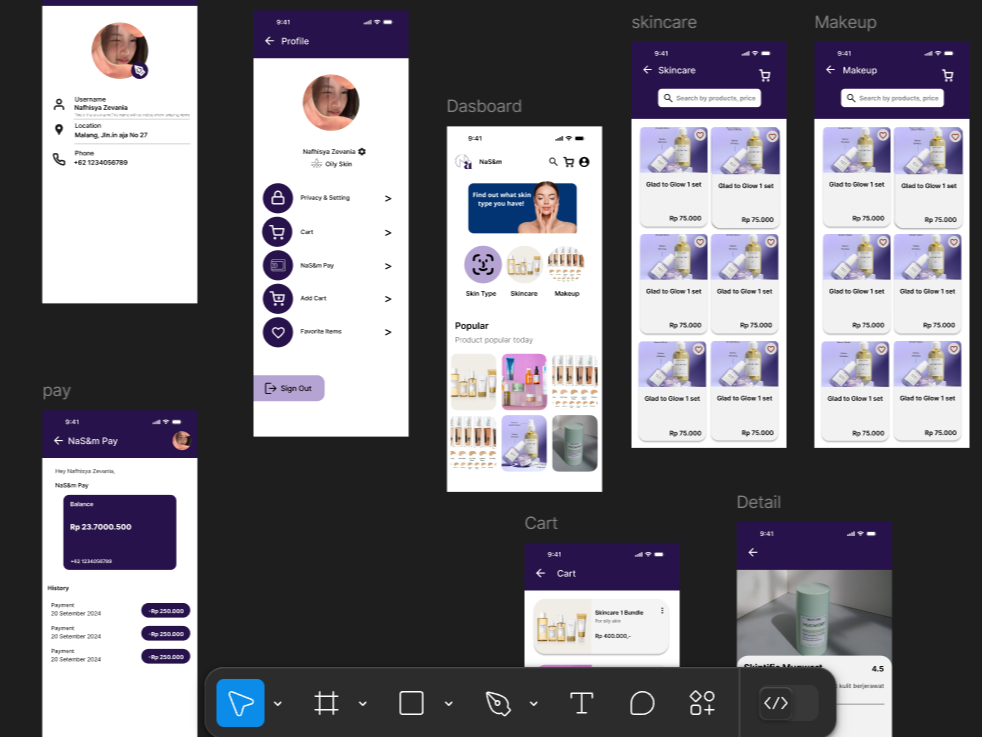 Username
Nafhisya Zevania
Location
Malang, Jln.in aja No 27
Phone
+62 1234056789
9:41
Profile
Nafhisya Zevania
Oily Skin
Privacy & Setting
>
Cart
>
NaS&m Pay
>
Add Cart
>
Favorite Items
>
Sign Out
Dasboard
9:41
NaS&m
Find out what skin
type you have!
Skin Type
Skincare
Makeup
Popular
Product popular today
skincare
9:41
Skincare
Search by products, price
Glad to Glow 1 set
Rp 75.000
Glad to Glow 1 set
Rp 75.000
Glad to Glow 1 set
Rp 75.000
Glad to Glow 1 set
Rp 75.000
Glad to Glow 1 set
Rp 75.000
Glad to Glow 1 set
Rp 75.000
Makeup
9:41
Makeup
Search by products, price
Glad to Glow 1 set
Rp 75.000
Glad to Glow 1 set
Rp 75.000
Glad to Glow 1 set
Rp 75.000
Glad to Glow 1 set
Rp 75.000
Glad to Glow 1 set
Rp 75.000
Glad to Glow 1 set
Rp 75.000
pay
9:41
NaS&m Pay
Hey Nafhisya Zevania,
NaS&m Pay
Balance
Rp 23.7000.500
+62 1234056789
History
Payment
20 Setember 2024
-Rp 250.000
Payment
20 Setember 2024
-Rp 250.000
Payment
20 Setember 2024
-Rp 250.000
Cart
9:41
Cart
Skincare 1 Bundle
For oily skin
Rp 400.000,-
Detail
9:41
4.5
kulit berjerawat